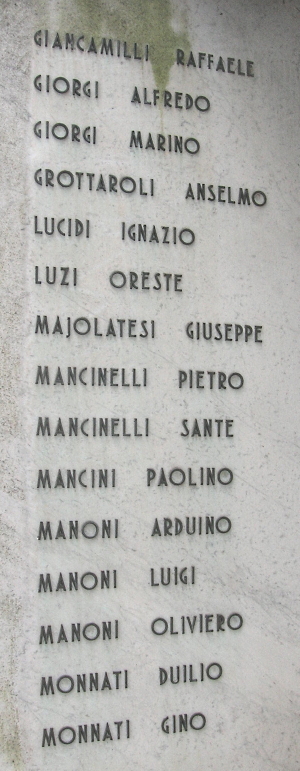 GIANCAMILLI RAFFAELE
GIORGI ALFREDO
GIORGI MARINO
GROTTAROLI ANSELMO
LUCIDI IGNAZIO
LUZI ORESTE
MAJOLATESI GIUSEPPE
MANCINELLI PIETRO
MANCINELLI SANTE
MANCINI PAOLINO
MANONI ARDUINO
MANONI LUIGI
MANONI OLIVIERO
MONNATI DUILIO
MONNATI GINO